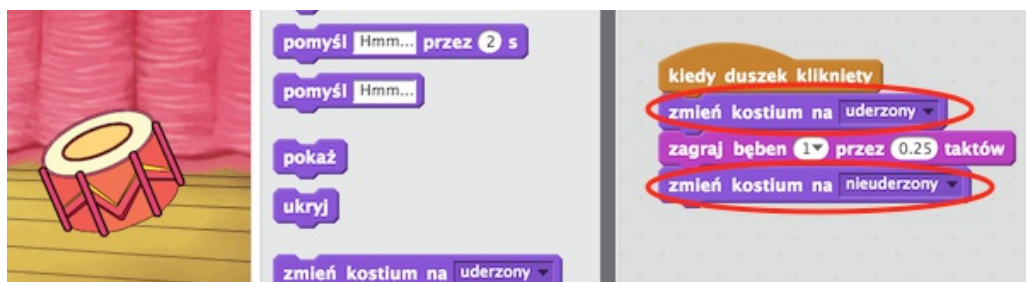 pomyśl Hmm... przez 2 s
pomyśl Hmm...
pokaż
ukryj
zmień kostium na uderzony
kiedy duszek klikniety
zmień kostium na uderzony
zagraj bęben 1 przez 0.25 taktów
zmień kostium na nieuderzony